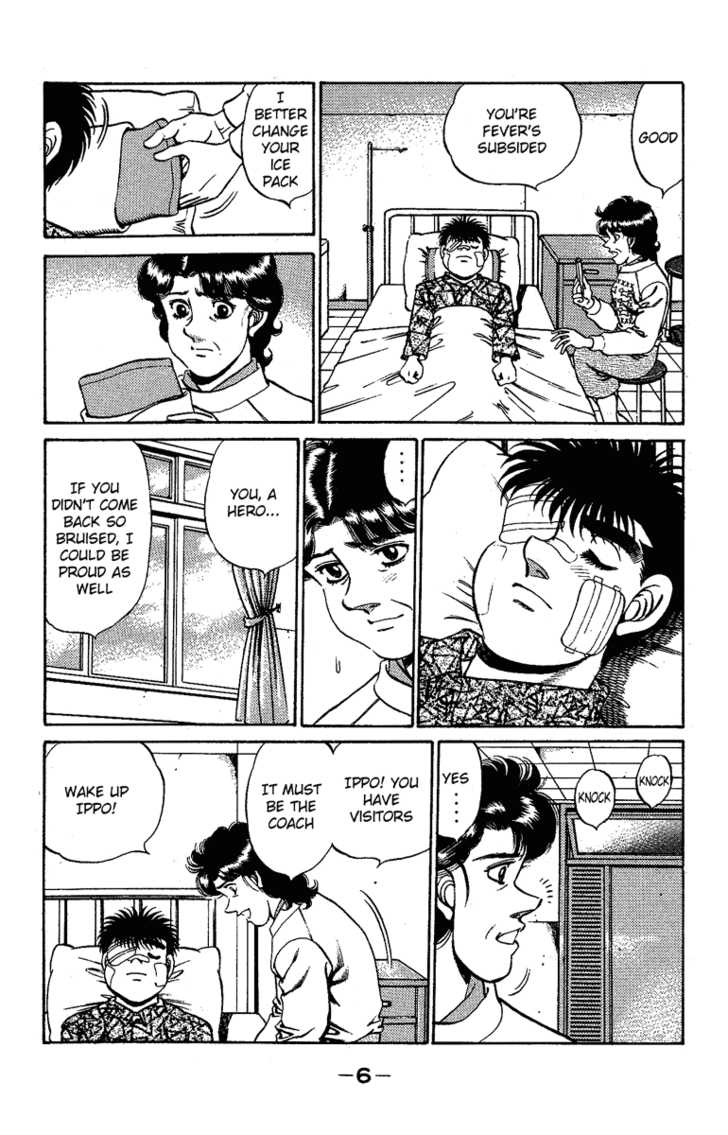 GOOD
YOU'RE
FEVER'S
SUBSIDED
I
BETTER
CHANGE
YOUR
ICE
PACK
....
YOU, A
HERO...
IF YOU
DIDN'T COME
BACK SO
BRUISED, I
COULD BE
PROUD AS
WELL
KNOCK
KNOCK
YES
....
IPPO! YOU
HAVE
VISITORS
IT MUST
BE THE
COACH
WAKE UP
IPPO!
—6—